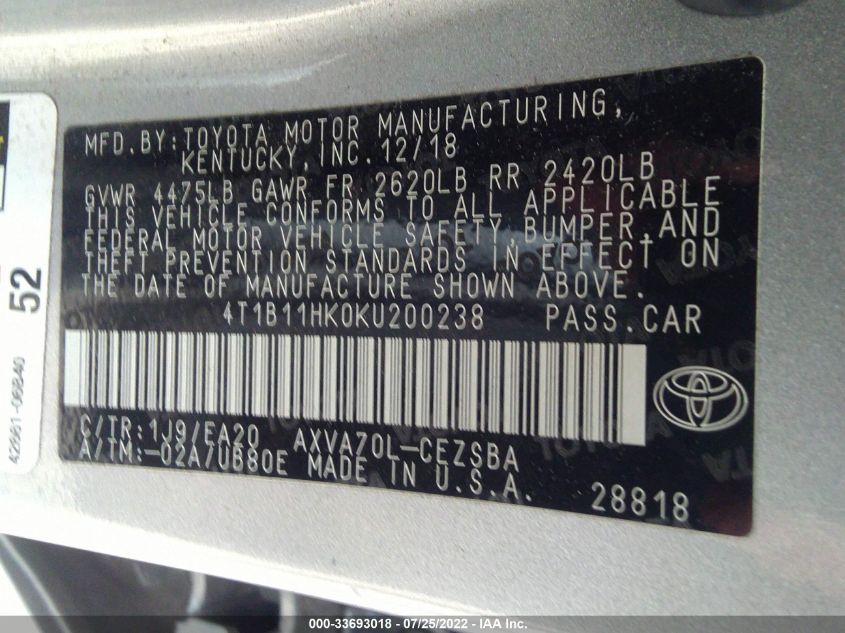 MFD. BY: TOYOTA MOTOR MANUFACTURING,
KENTUCKY, INC. 12/18
GVWR 4475LB GAWR FR 2620LB RR 2420LB
THIS VEHICLE CONFORMS TO ALL APPLICABLE
FEDERAL MOTOR VEHICLE SAFETY, BUMPER, AND
THEFT PREVENTION STANDARDS IN EFFECT ON
THE DATE OF MANUFACTURE SHOWN ABOVE.
4T1B11HK0KU200238 PASS. CAR
C/TR: 1J9/EA20 AXVA70L-CEZSBA
A/TM: -02A/UB80E MADE IN U.S.A.
28818
52
000-33693018 - 07/25/2022 - IAA Inc.